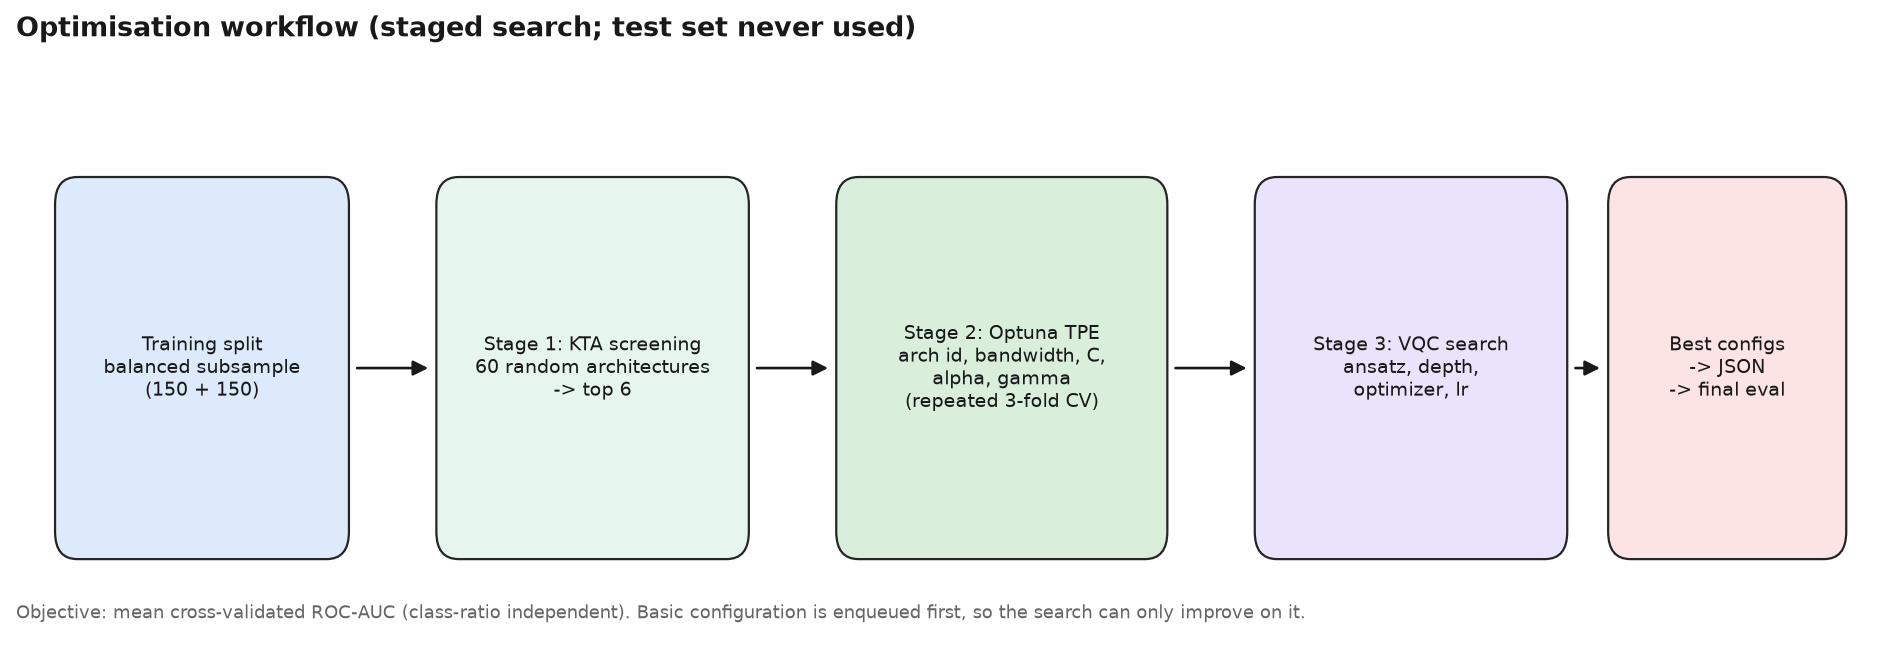 Optimisation workflow (staged search; test set never used)
Training split
balanced subsample
(150 + 150)
Stage 1: KTA screening
60 random architectures
-> top 6
Stage 2: Optuna TPE
arch id, bandwidth, C,
alpha, gamma
(repeated 3-fold CV)
Stage 3: VQC search
ansatz, depth,
optimizer, lr
Best configs
-> JSON
-> final eval
Objective: mean cross-validated ROC-AUC (class-ratio independent). Basic configuration is enqueued first, so the search can only improve on it.